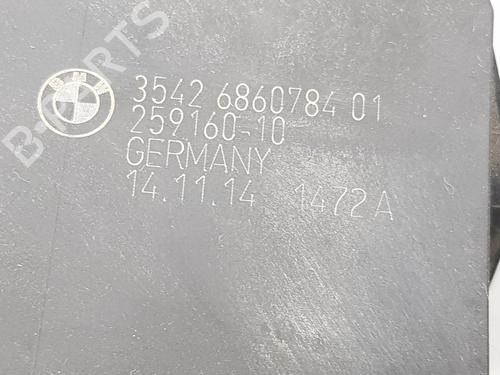 BMW
3542 6860784 01
259160-10
GERMANY
14.11.14 1472A
B-PARTS